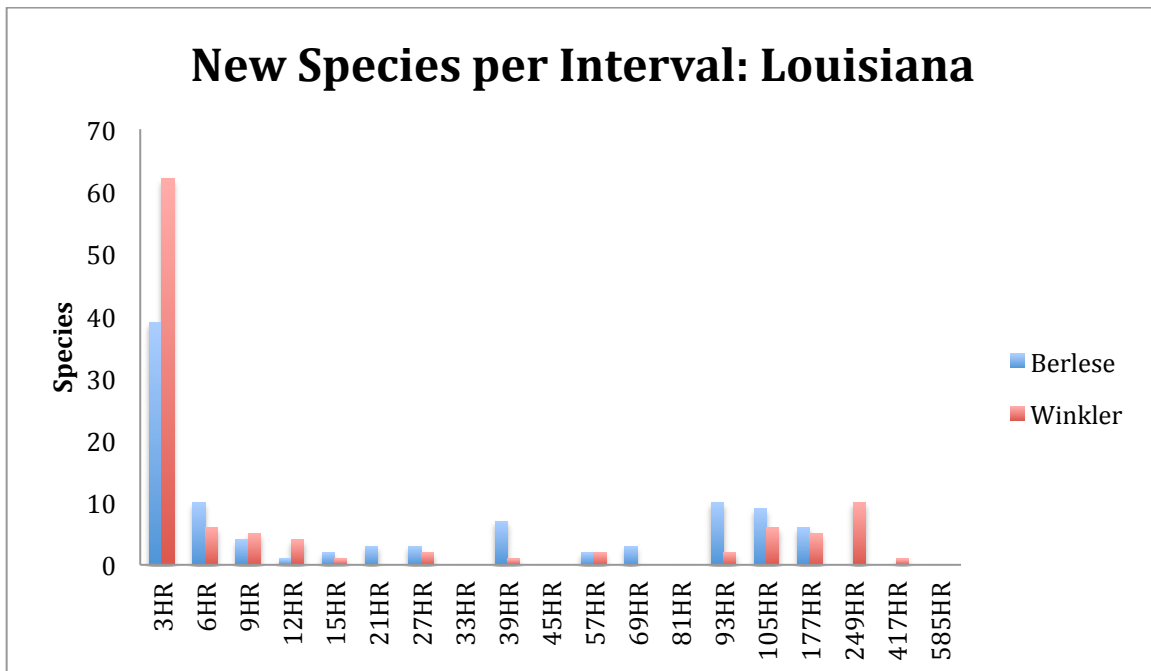 New Species per Interval: Louisiana
70
60
50
40
30
20
10
0
Species
3HR
6HR
9HR
12HR
15HR
21HR
27HR
33HR
39HR
45HR
57HR
69HR
81HR
93HR
105HR
177HR
249HR
417HR
585HR
Berlese
Winkler